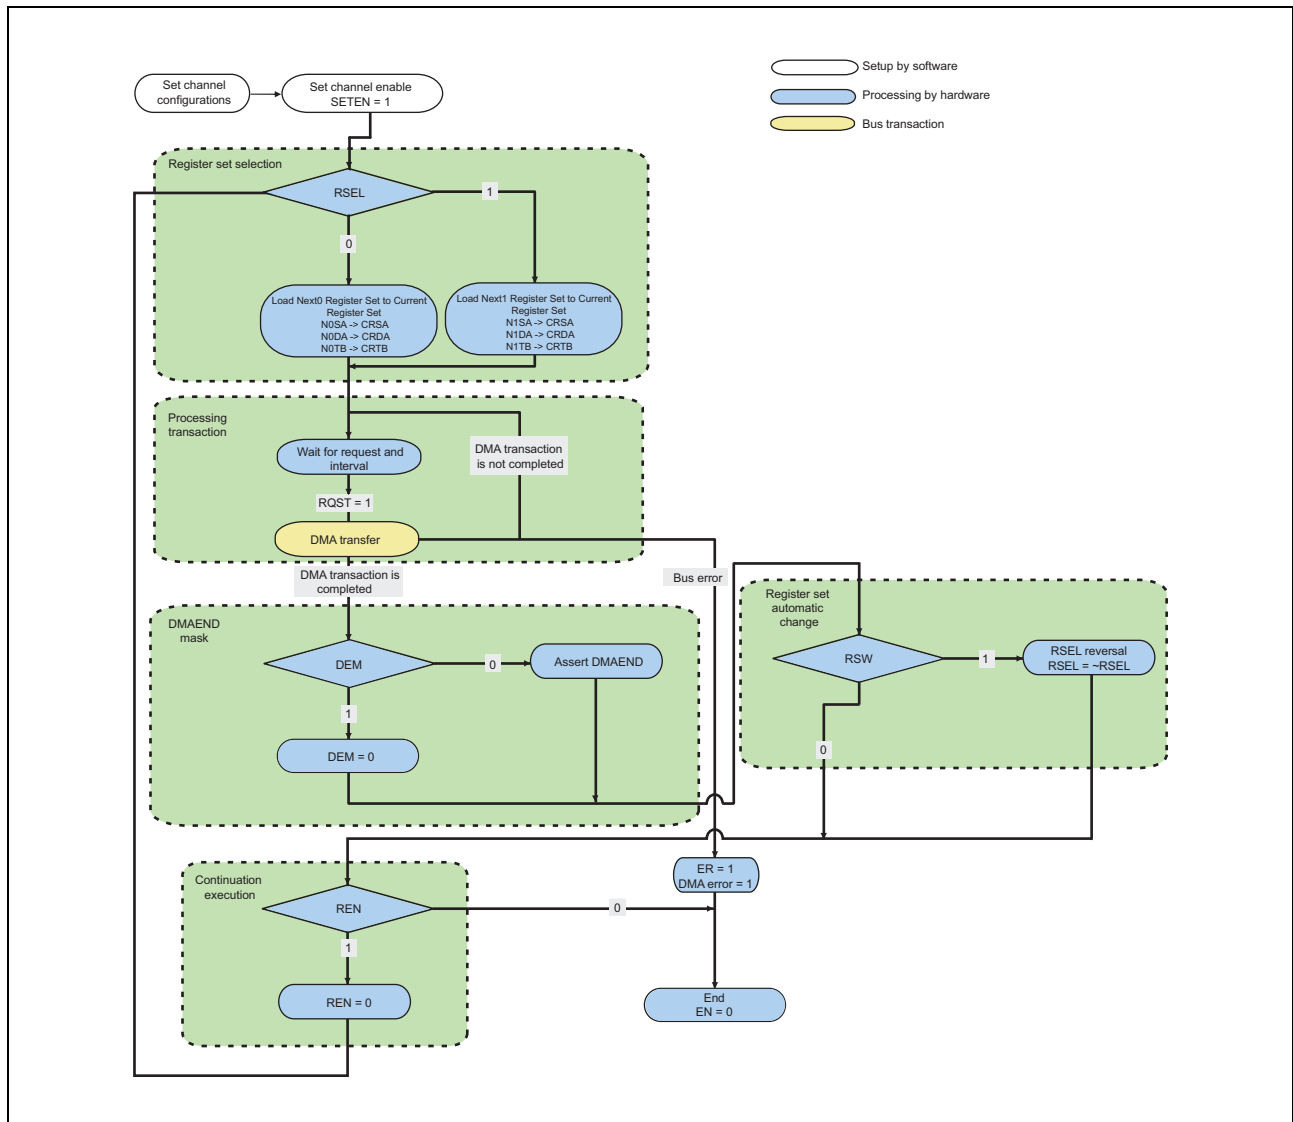 Set channel
configurations
Set channel enable
SETEN = 1
Setup by software
Processing by hardware
Bus transaction
Register set selection
RSEL
1
0
Load Next0 Register Set to Current
Register Set
N0SA -> CRSA
N0DA -> CRDA
N0TB -> CRTB
Load Next1 Register Set to Current
Register Set
N1SA -> CRSA
N1DA -> CRDA
N1TB -> CRTB
Processing
transaction
Wait for request and
interval
DMA transaction
is not completed
RQST = 1
DMA transfer
DMA transaction is
completed
Bus error
DMAEND
mask
DEM
0
Assert DMAEND
1
DEM = 0
Register set
automatic
change
RSW
1
RSEL reversal
RSEL = ~RSEL
0
ER = 1
DMA error = 1
Continuation
execution
REN
0
1
REN = 0
End
EN = 0